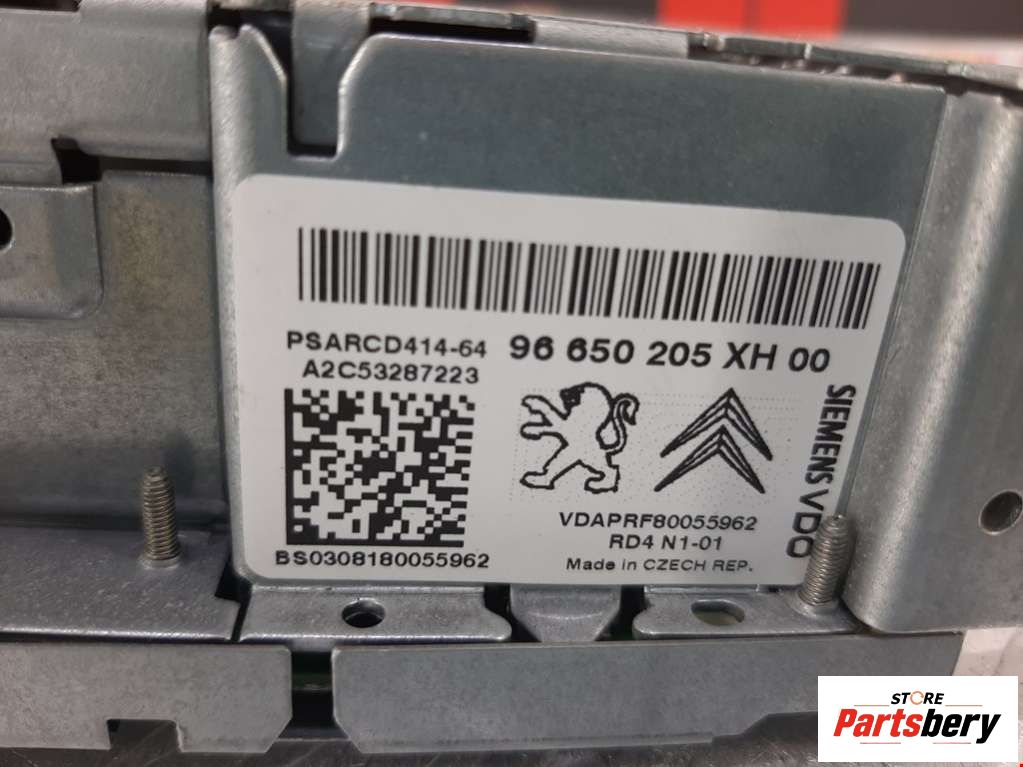 PSARCD414-64 96 650 205 XH 00
A2C53287223
SIEMENS VDO
VDAPRF80055962
RD4 N1-01
BS0308180055962
Made in CZECH REP.
STORE
Partsbery